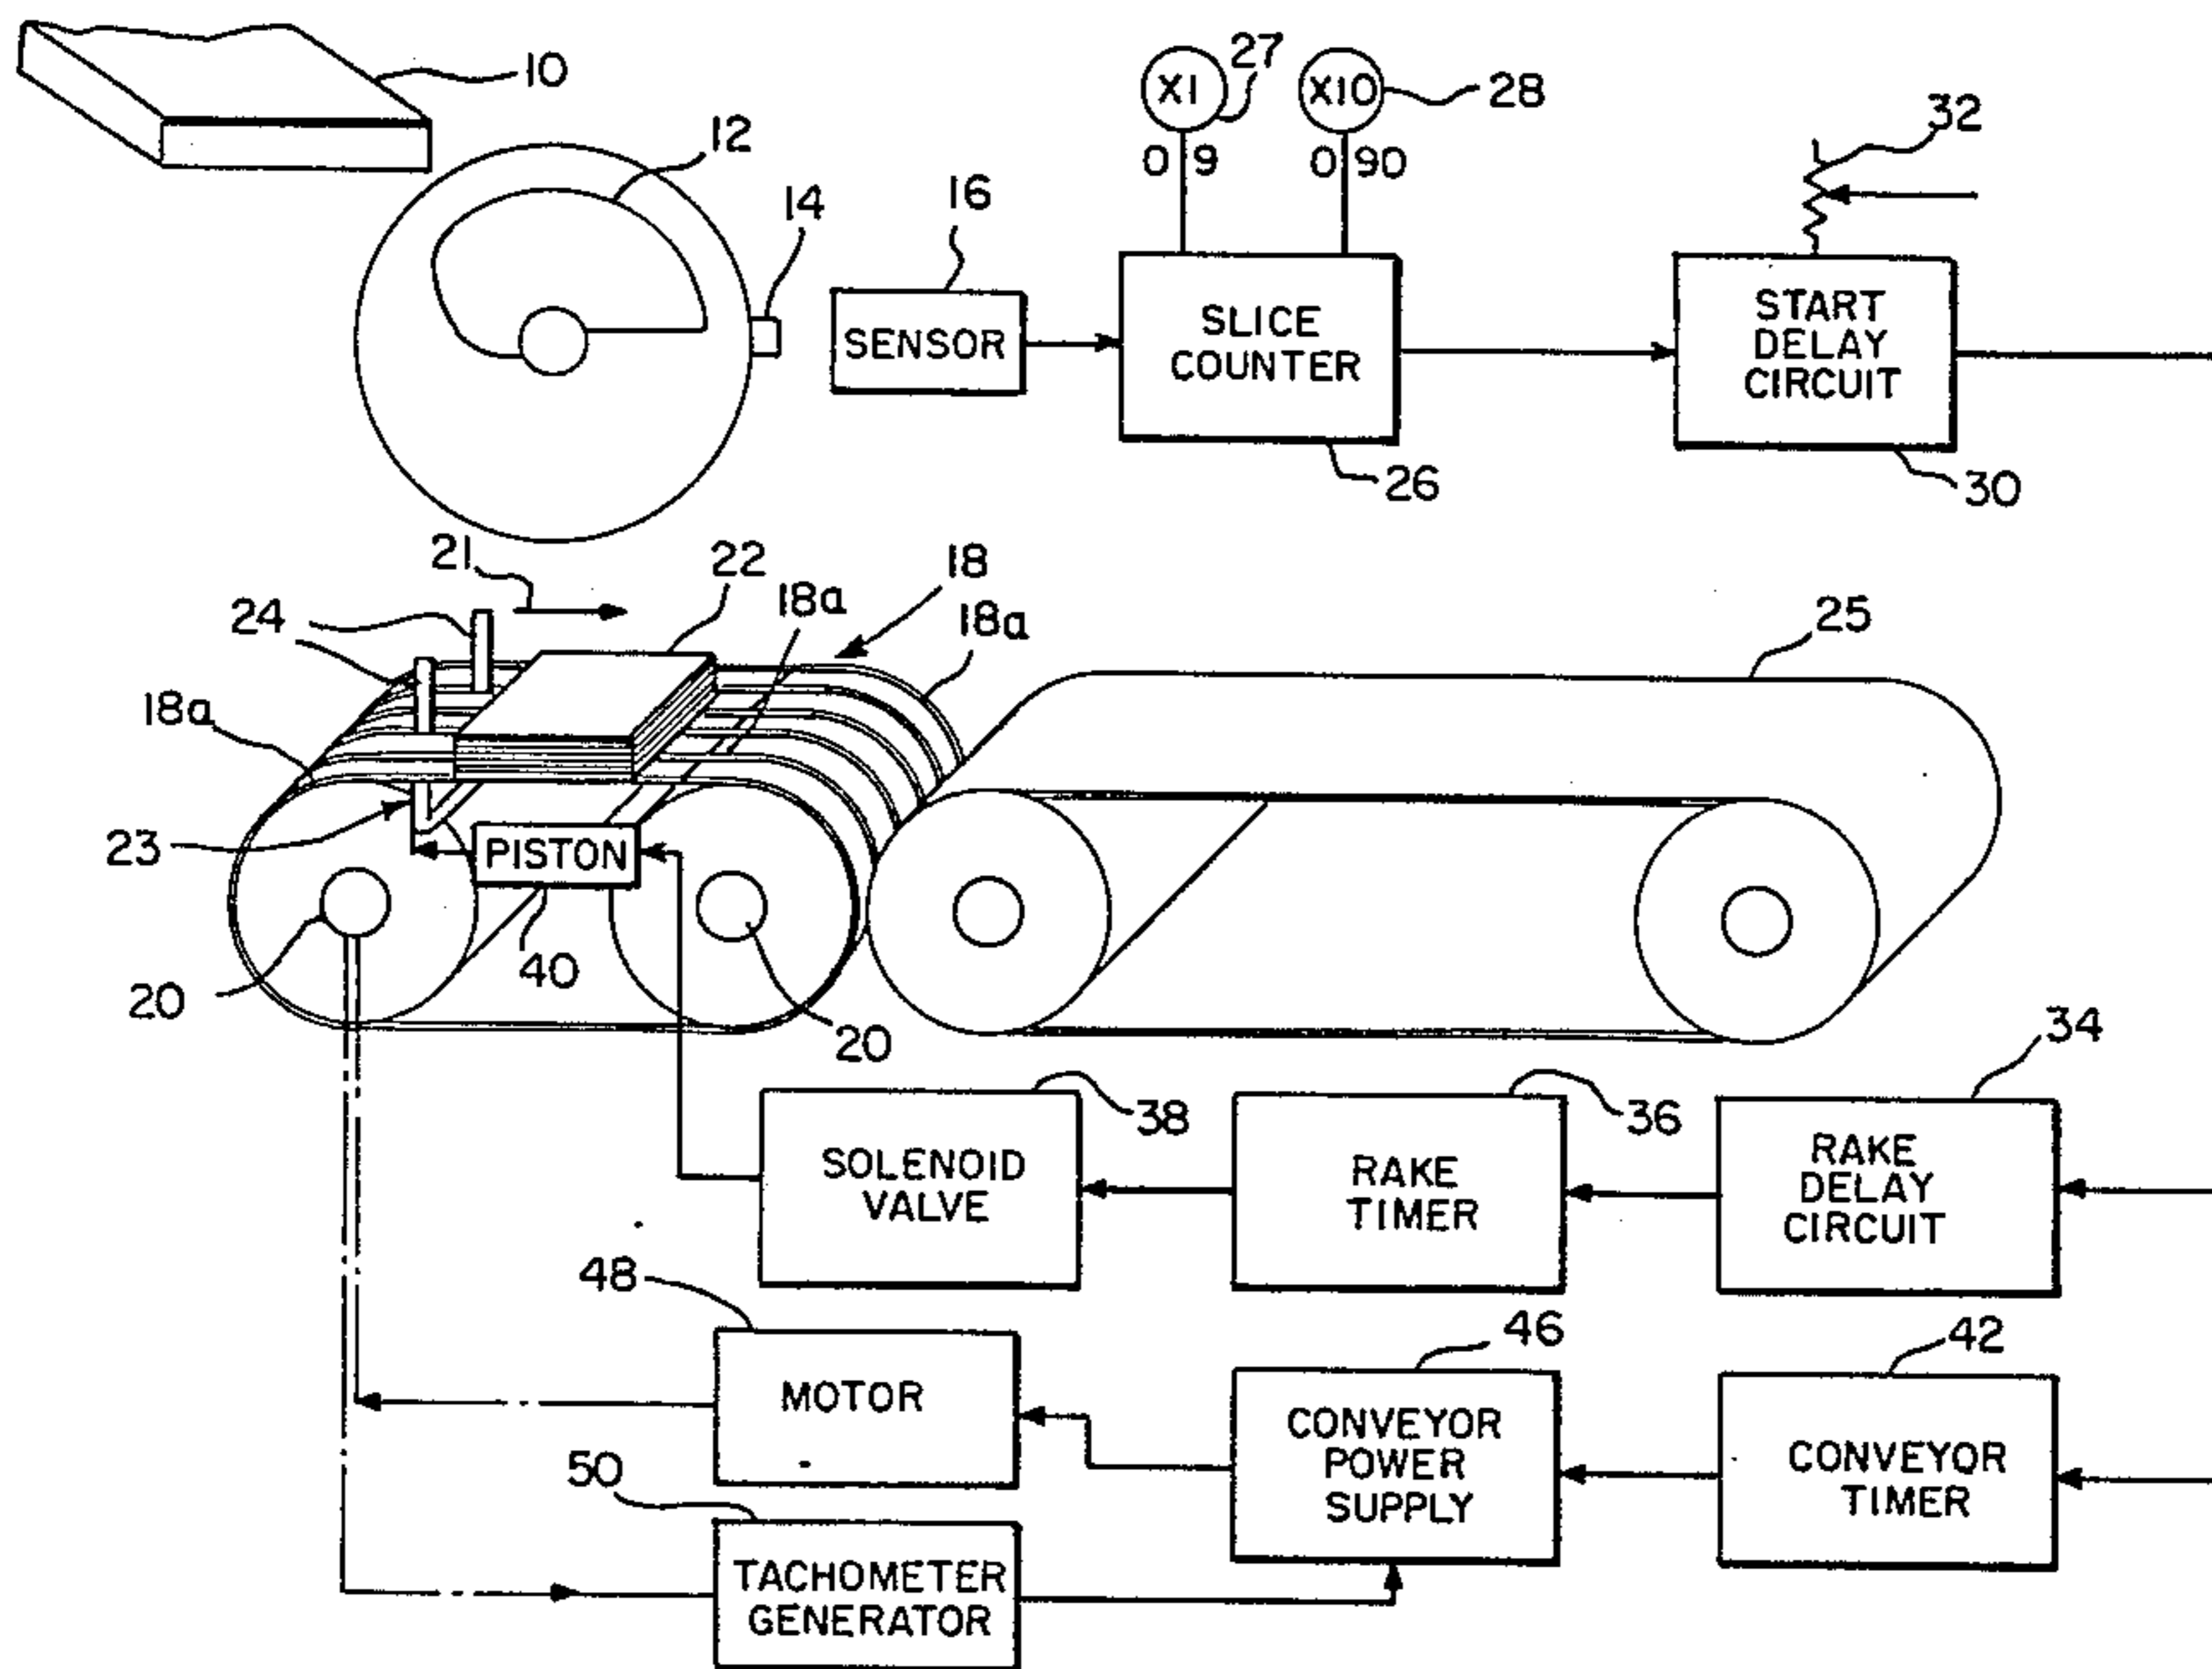 10
12
14
16
SENSOR
X1
27
X10
28
0 9
0 90
SLICE
COUNTER
26
32
START
DELAY
CIRCUIT
30
21
22
18
18a
18a
24
18a
23
PISTON
40
20
20
25
34
38
36
SOLENOID
VALVE
RAKE
TIMER
RAKE
DELAY
CIRCUIT
48
46
42
MOTOR
CONVEYOR
POWER
SUPPLY
CONVEYOR
TIMER
50
TACHOMETER
GENERATOR